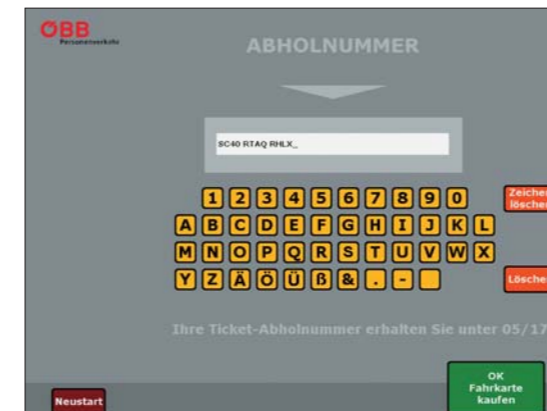 ÖBB
Personenverkehr
ABHOLNUMMER
SC40 RTAQ RHLX_
1 2 3 4 5 6 7 8 9 0
Zeichen
löschen
A B C D E F G H I J K L
M N O P Q R S T U V W X
Y Z Ä Ö Ü ß & . -
Löschen
Ihre Ticket-Abholnummer erhalten Sie unter 05/17
OK
Fahrkarte
kaufen
Neustart